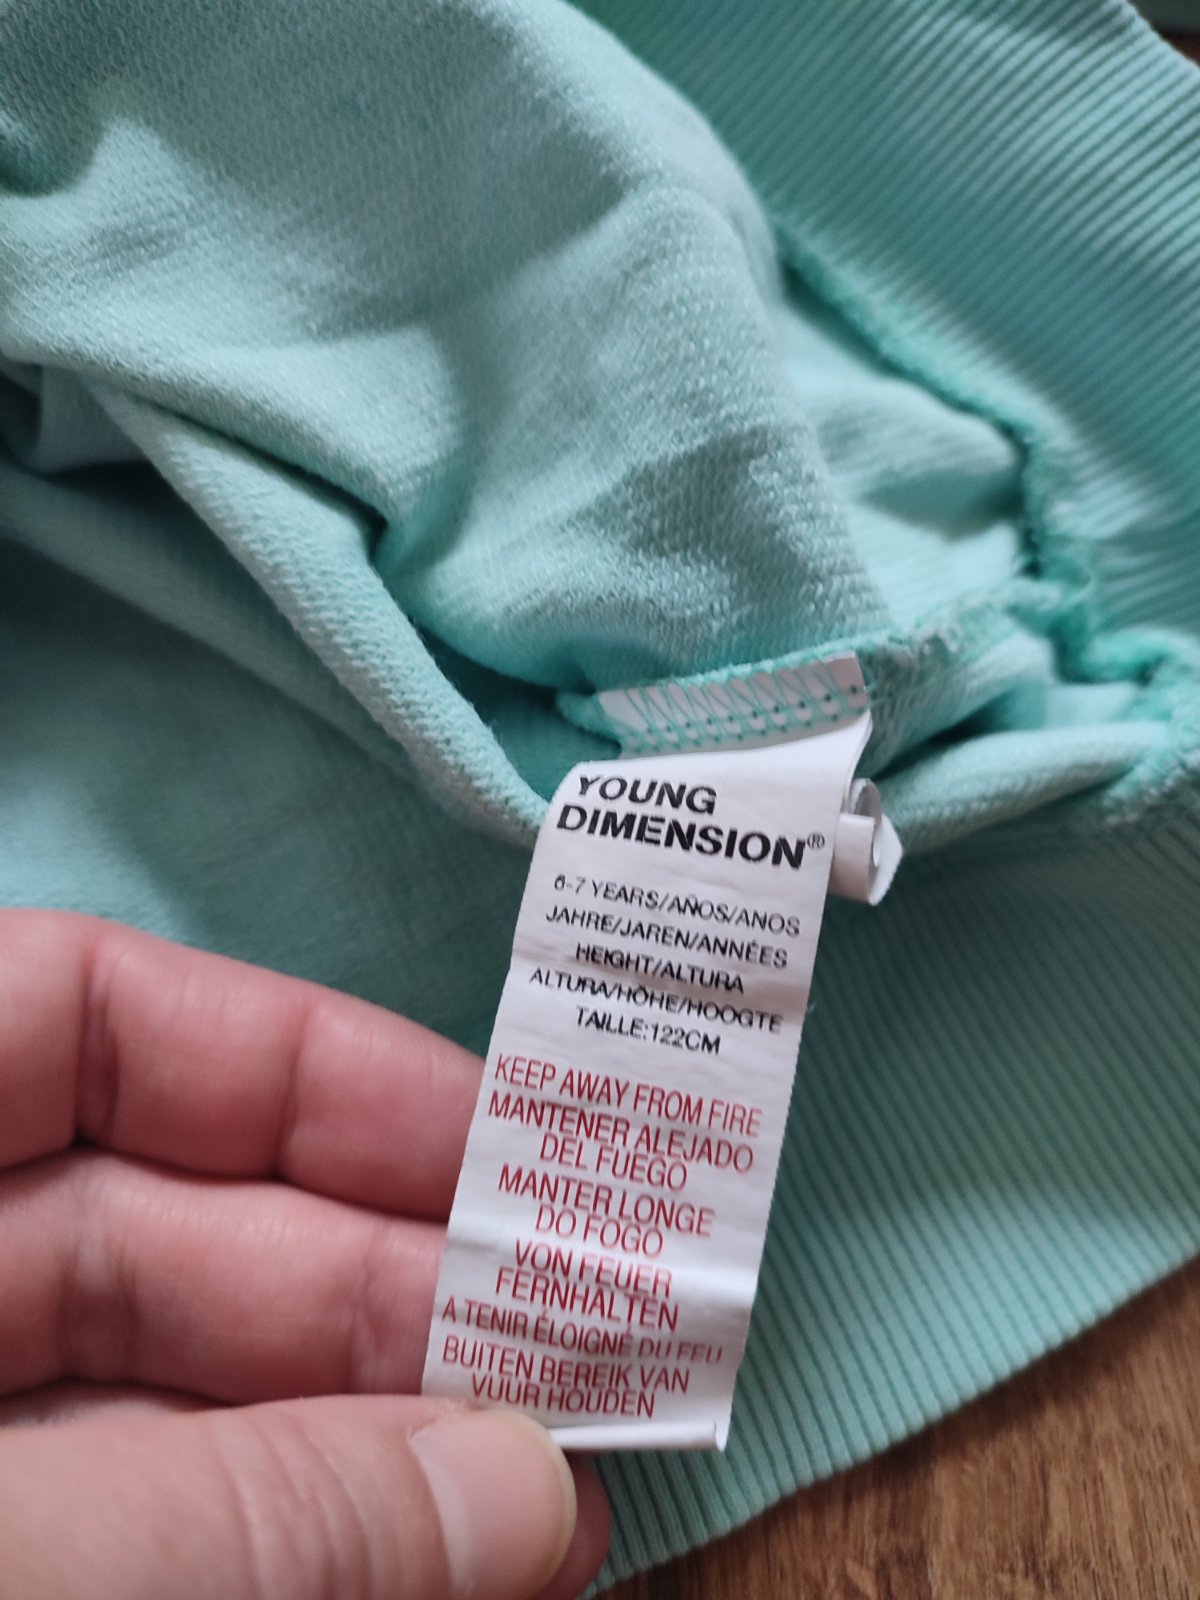 YOUNG
DIMENSION®
6-7 YEARS/AÑOS/ANOS
JAHRE/JAREN/ANNÉES
HEIGHT/ALTURA
ALTURA/HÖHE/HOOGTE
TAILLE:122CM
KEEP AWAY FROM FIRE
MANTENER ALEJADO
DEL FUEGO
MANTER LONGE
DO FOGO
VON FEUER
FERNHALTEN
A TENIR ÉLOIGNÉ DU FEU
BUITEN BEREIK VAN
VUUR HOUDEN